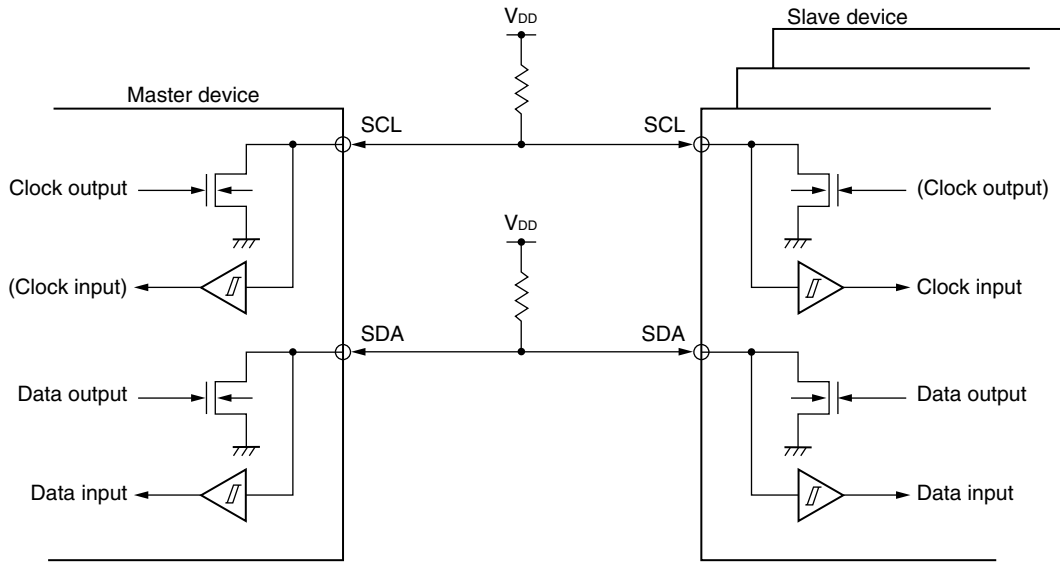 VDD
Slave device
Master device
SCL
SCL
Clock output
(Clock output)
VDD
(Clock input)
Clock input
SDA
SDA
Data output
Data output
Data input
Data input